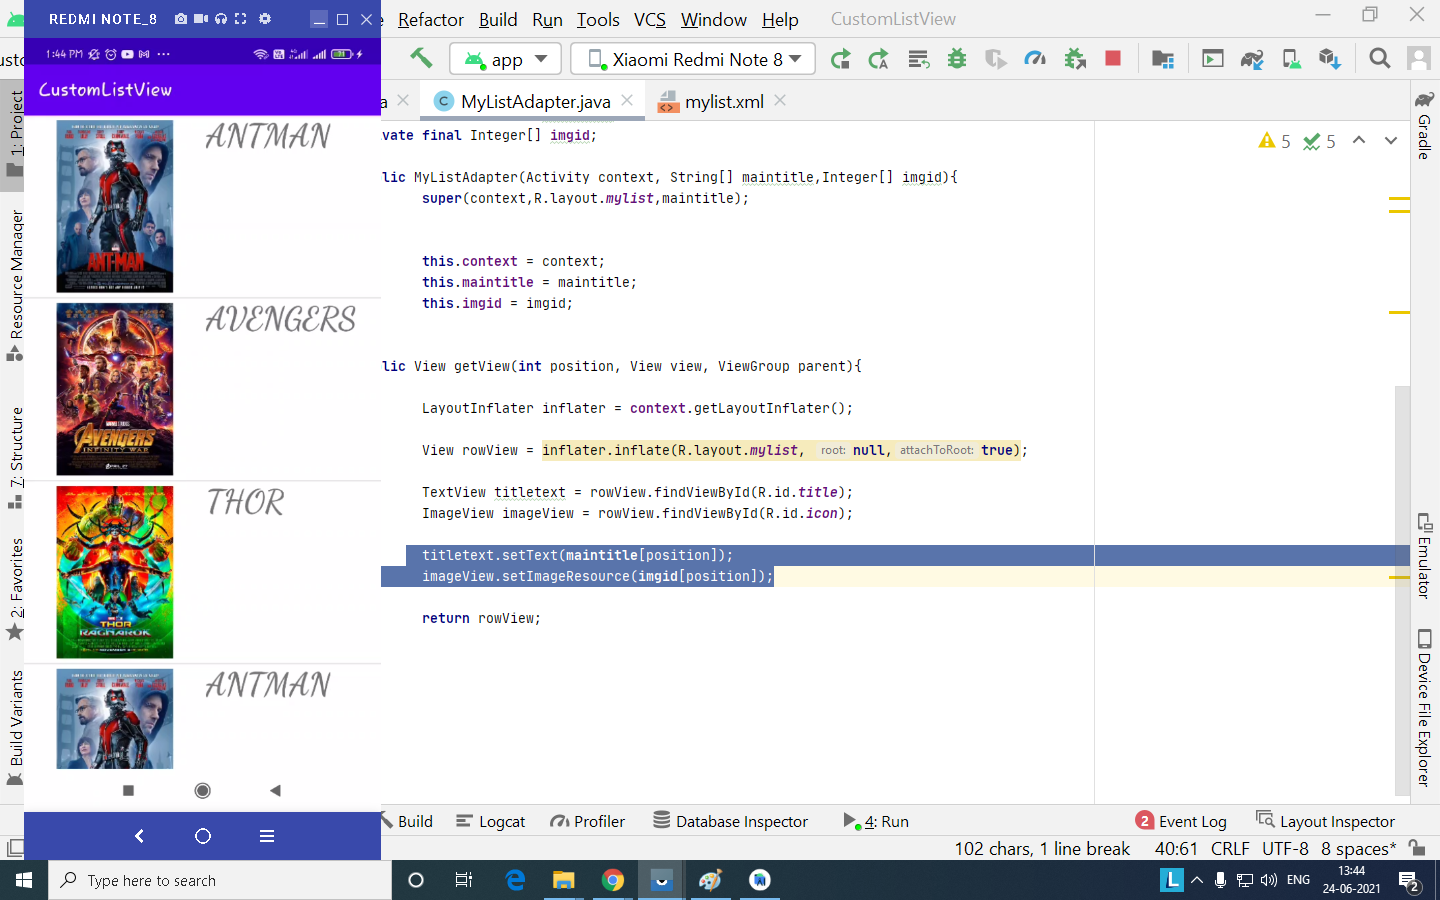 REDMI NOTE_8
1:44 PM
CustomListView
ANTMAN
ANT-MAN
AVENGERS
AVENGERS
INFINITY WAR
THOR
THOR
RAGNAROK
ANTMAN
Refactor Build Run Tools VCS Window Help CustomListView
app Xiaomi Redmi Note 8
MyListAdapter.java mylist.xml
5 5
vate final Integer[] imgid;
lic MyListAdapter(Activity context, String[] maintitle,Integer[] imgid){
super(context,R.layout.mylist,maintitle);
this.context = context;
this.maintitle = maintitle;
this.imgid = imgid;
lic View getView(int position, View view, ViewGroup parent){
LayoutInflater inflater = context.getLayoutInflater();
View rowView = inflater.inflate(R.layout.mylist, root: null, attachToRoot: true);
TextView titletext = rowView.findViewById(R.id.title);
ImageView imageView = rowView.findViewById(R.id.icon);
titletext.setText(maintitle[position]);
imageView.setImageResource(imgid[position]);
return rowView;
1: Project
Resource Manager
7: Structure
2: Favorites
Build Variants
Gradle
Emulator
Device File Explorer
Build Logcat Profiler Database Inspector 4: Run 2 Event Log Layout Inspector
102 chars, 1 line break 40:61 CRLF UTF-8 8 spaces*
Type here to search
L ENG 13:44
24-06-2021
2